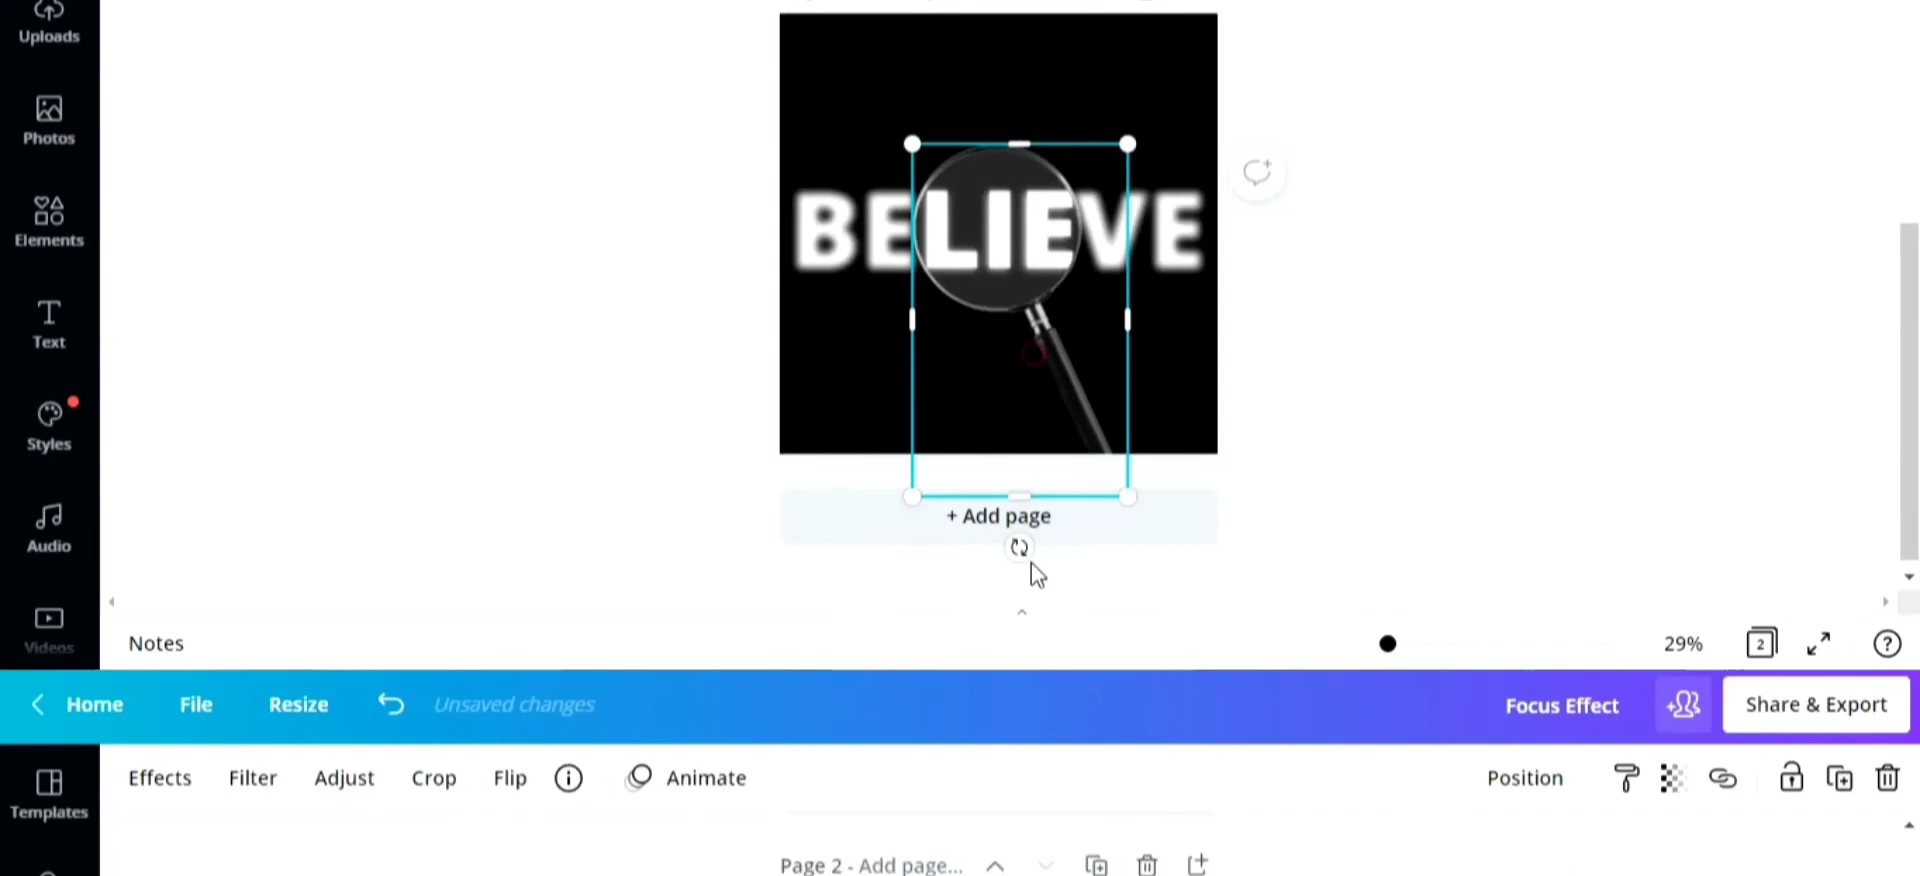 Uploads
Photos
Elements
Text
Styles
Audio
Videos
BELIEVE
+ Add page
Notes
29%
2
?
Home
File
Resize
Unsaved changes
Focus Effect
Share & Export
Effects
Filter
Adjust
Crop
Flip
Animate
Position
Templates
Page 2 - Add page...